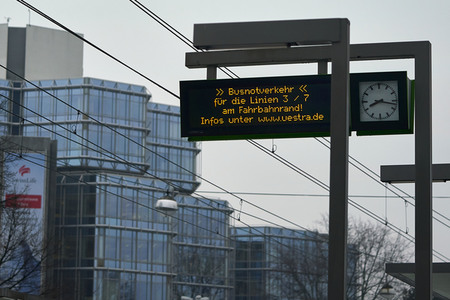 » Busnotverkehr «
für die Linien 3 / 7
am Fahrbahnrand!
Infos unter www.uestra.de